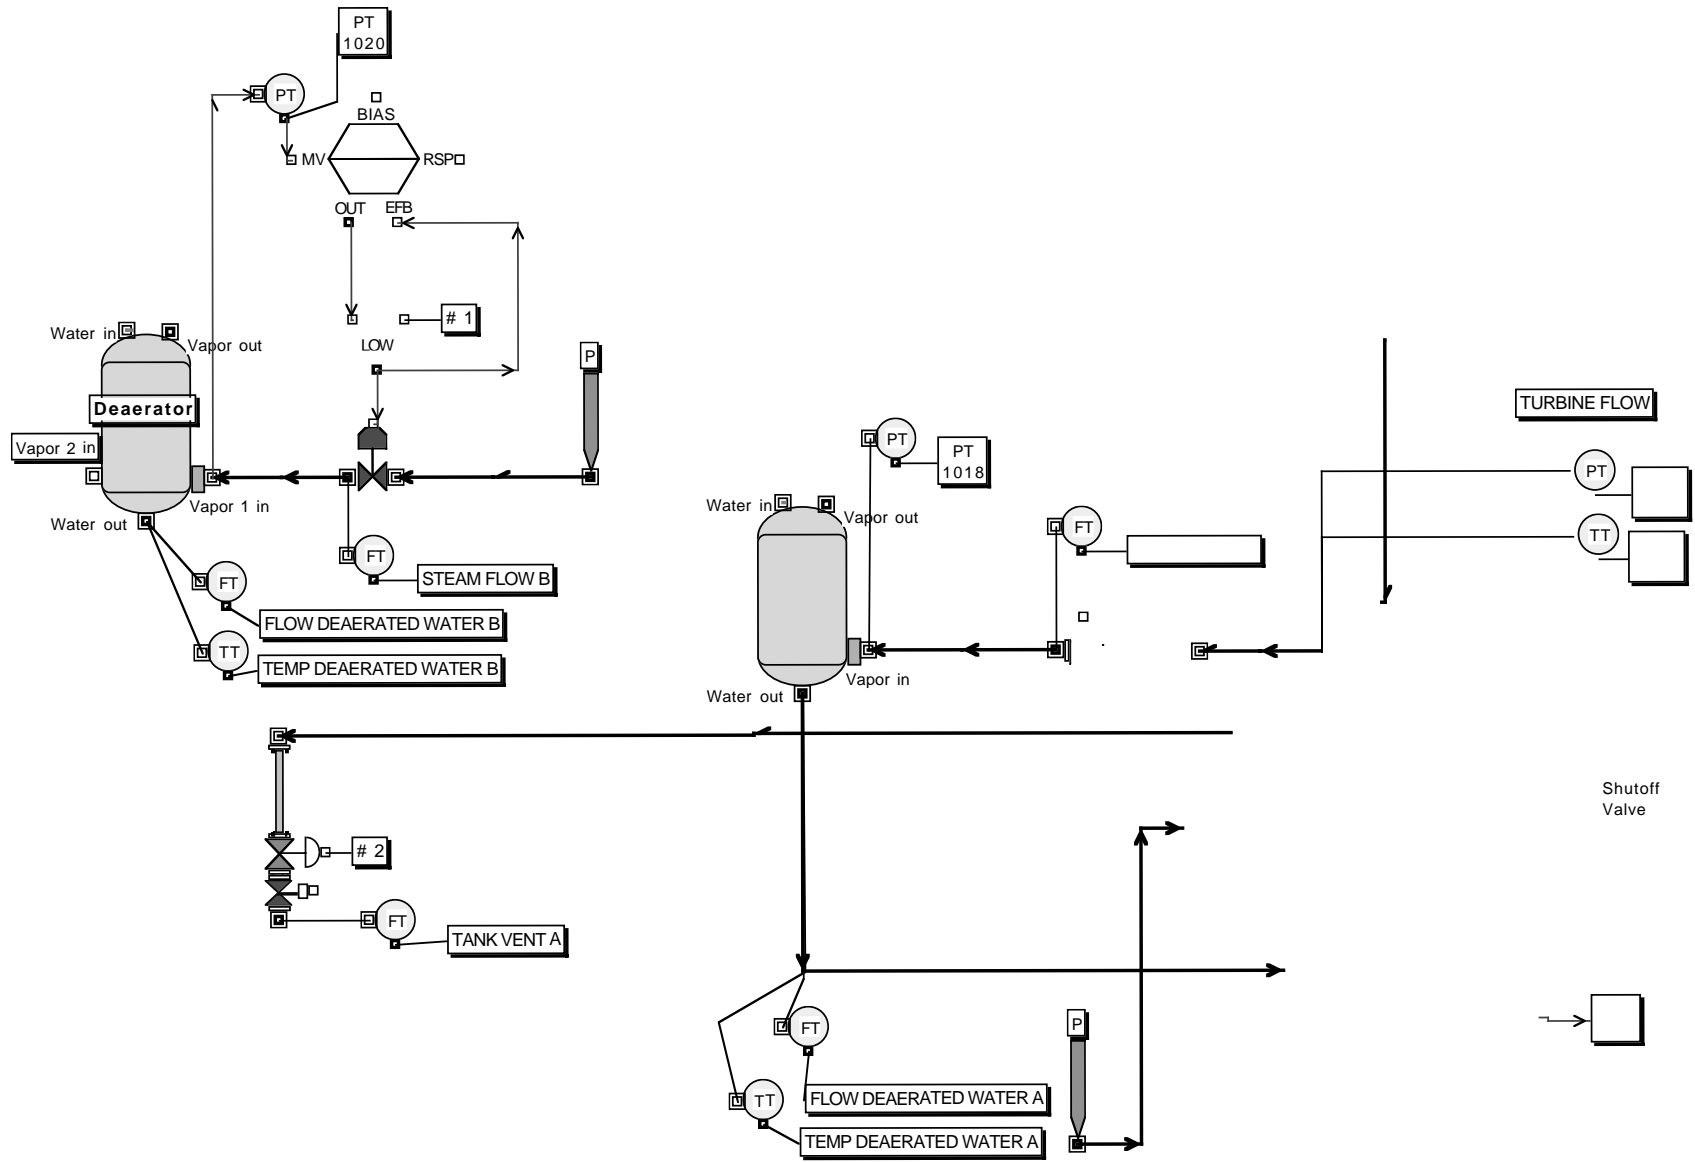 PT
1020
PT
BIAS
MV
RSP
OUT
EFB
# 1
LOW
Water in
Vapor out
P
Deaerator
Vapor 2 in
Vapor 1 in
Water out
FT
STEAM FLOW B
FT
FLOW DEAERATED WATER B
TT
TEMP DEAERATED WATER B
TURBINE FLOW
PT
PT
1018
PT
Water in
Vapor out
FT
TT
Vapor in
Water out
Shutoff
Valve
# 2
FT
TANK VENT A
FT
P
FLOW DEAERATED WATER A
TT
TEMP DEAERATED WATER A